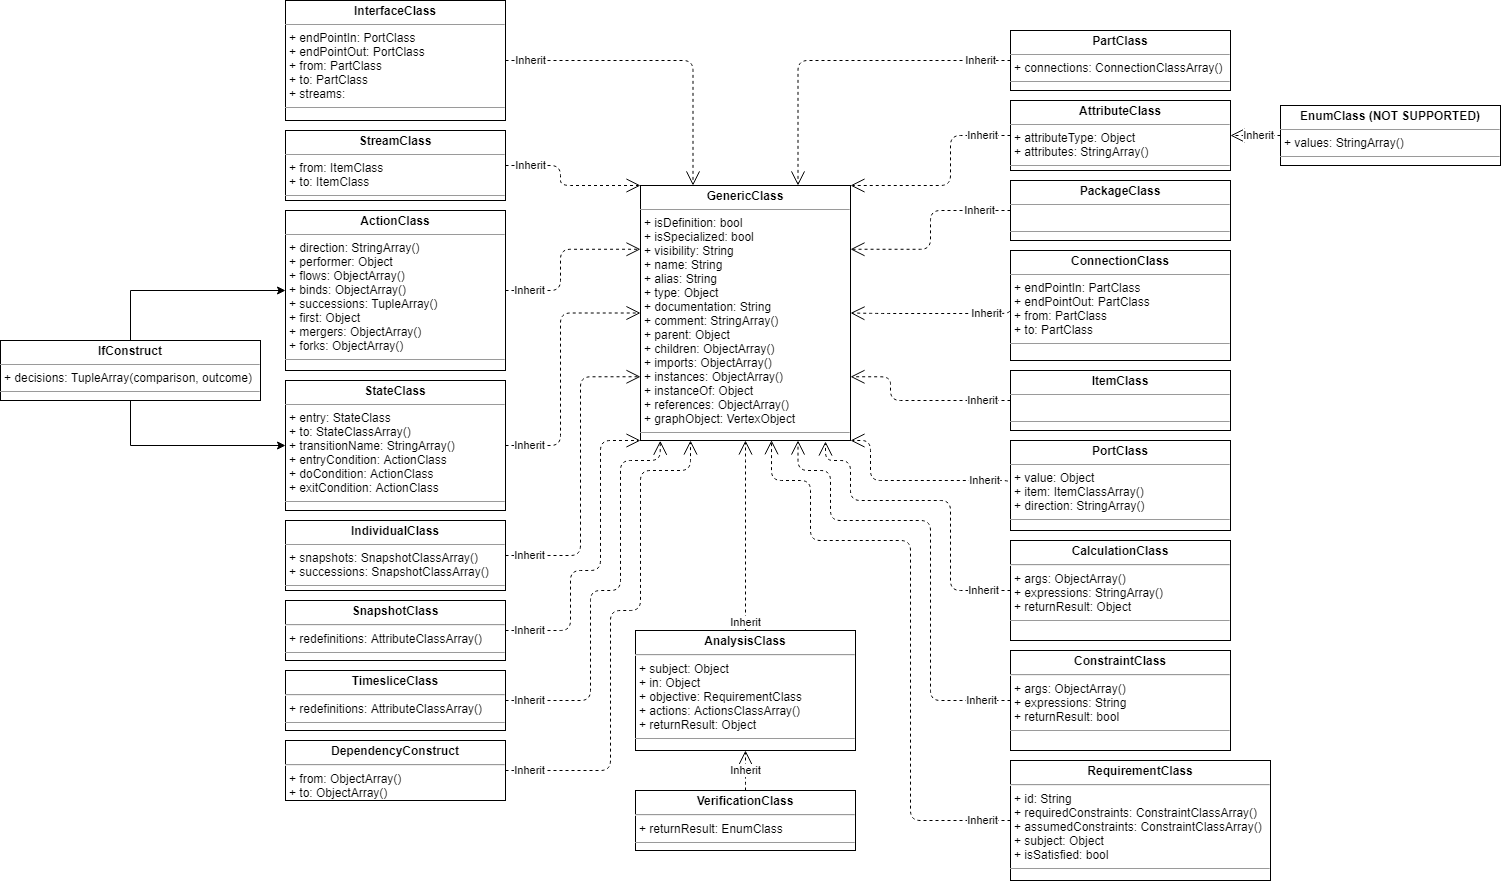 InterfaceClass
+ endPointIn: PortClass
+ endPointOut: PortClass
+ from: PartClass
+ to: PartClass
+ streams:
Inherit
StreamClass
+ from: ItemClass
+ to: ItemClass
Inherit
ActionClass
+ direction: StringArray()
+ performer: Object
+ flows: ObjectArray()
+ binds: ObjectArray()
+ successions: TupleArray()
+ first: Object
+ mergers: ObjectArray()
+ forks: ObjectArray()
Inherit
IfConstruct
+ decisions: TupleArray(comparison, outcome)
StateClass
+ entry: StateClass
+ to: StateClassArray()
+ transitionName: StringArray()
+ entryCondition: ActionClass
+ doCondition: ActionClass
+ exitCondition: ActionClass
Inherit
IndividualClass
+ snapshots: SnapshotClassArray()
+ successions: SnapshotClassArray()
Inherit
SnapshotClass
+ redefinitions: AttributeClassArray()
Inherit
TimesliceClass
+ redefinitions: AttributeClassArray()
Inherit
DependencyConstruct
+ from: ObjectArray()
+ to: ObjectArray()
Inherit
GenericClass
+ isDefinition: bool
+ isSpecialized: bool
+ visibility: String
+ name: String
+ alias: String
+ type: Object
+ documentation: String
+ comment: StringArray()
+ parent: Object
+ children: ObjectArray()
+ imports: ObjectArray()
+ instances: ObjectArray()
+ instanceOf: Object
+ references: ObjectArray()
+ graphObject: VertexObject
Inherit
AnalysisClass
+ subject: Object
+ in: Object
+ objective: RequirementClass
+ actions: ActionsClassArray()
+ returnResult: Object
Inherit
VerificationClass
+ returnResult: EnumClass
PartClass
+ connections: ConnectionClassArray()
Inherit
AttributeClass
+ attributeType: Object
+ attributes: StringArray()
Inherit
EnumClass (NOT SUPPORTED)
+ values: StringArray()
Inherit
PackageClass
Inherit
ConnectionClass
+ endPointIn: PartClass
+ endPointOut: PartClass
+ from: PartClass
+ to: PartClass
Inherit
ItemClass
Inherit
PortClass
+ value: Object
+ item: ItemClassArray()
+ direction: StringArray()
Inherit
CalculationClass
+ args: ObjectArray()
+ expressions: StringArray()
+ returnResult: Object
Inherit
ConstraintClass
+ args: ObjectArray()
+ expressions: String
+ returnResult: bool
Inherit
RequirementClass
+ id: String
+ requiredConstraints: ConstraintClassArray()
+ assumedConstraints: ConstraintClassArray()
+ subject: Object
+ isSatisfied: bool
Inherit